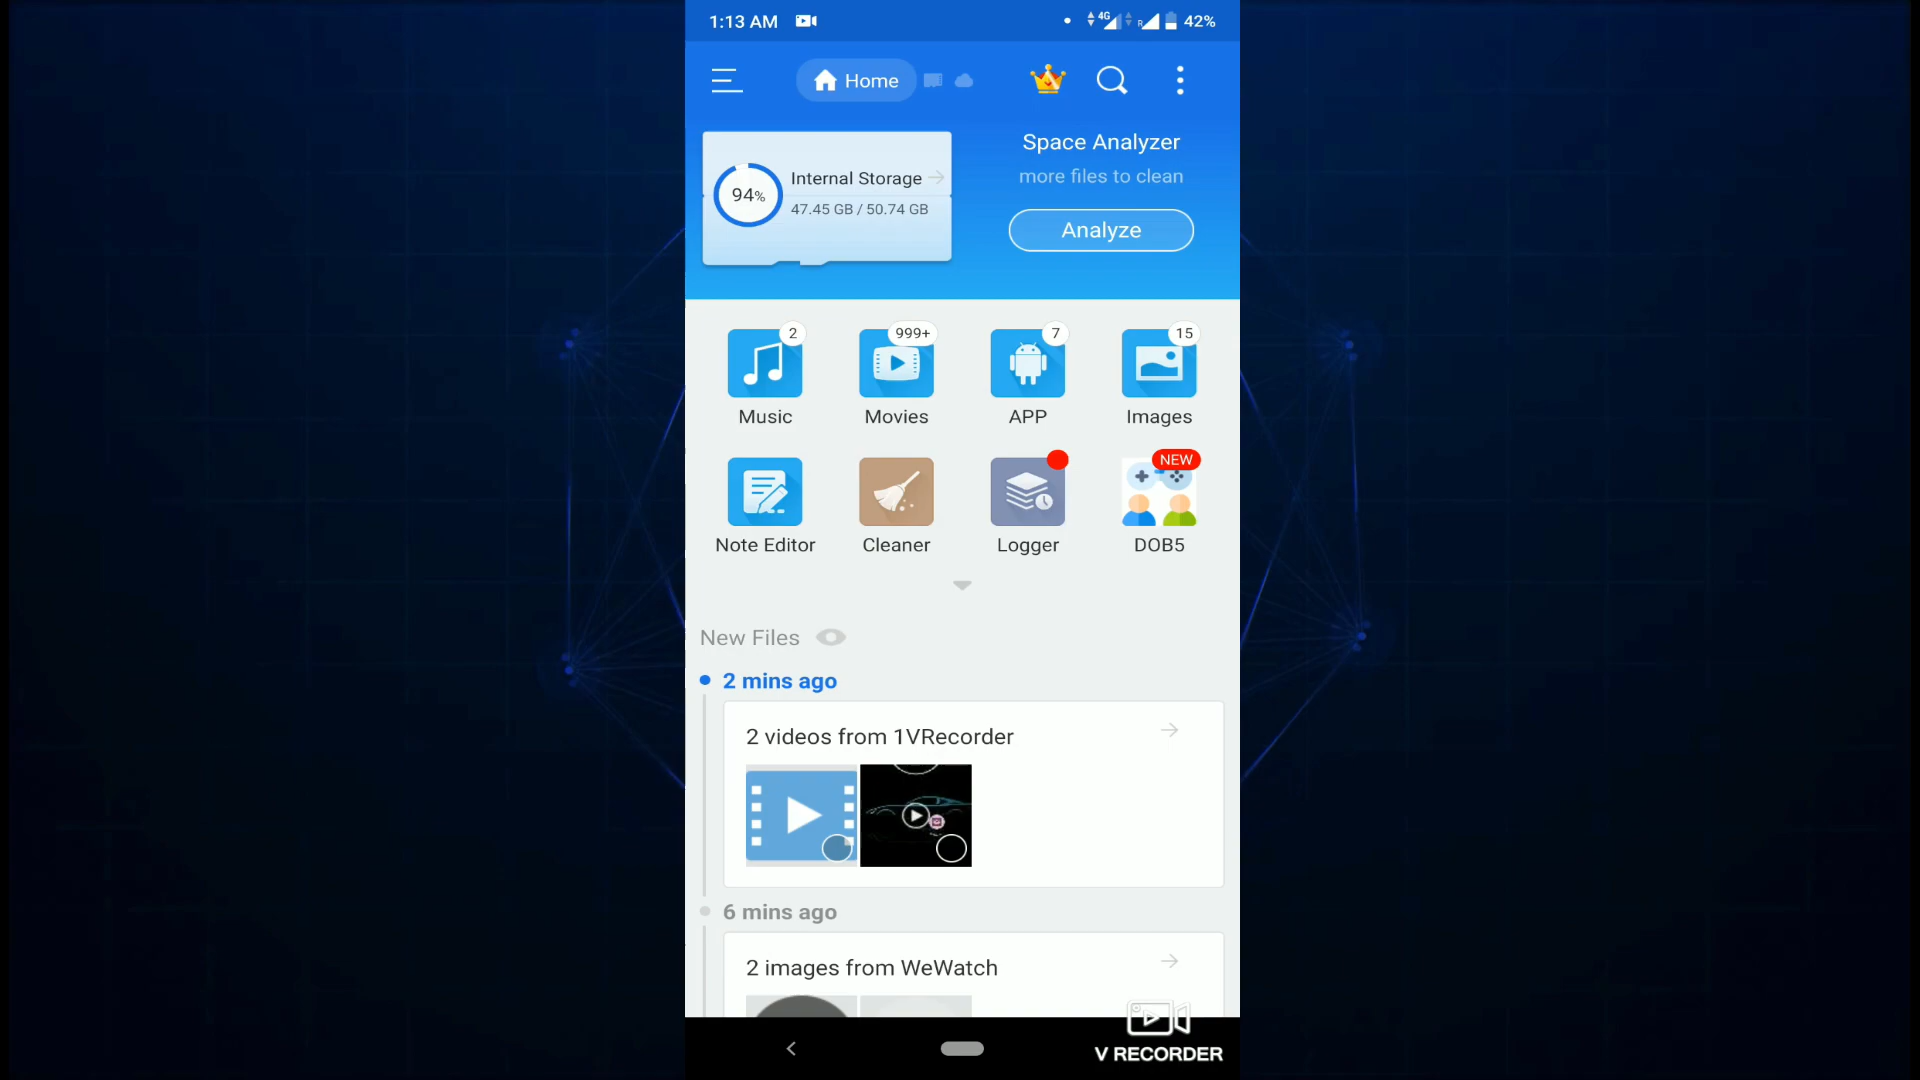 1:13 AM
4G R 42%
Home
Space Analyzer
more files to clean
94%
Internal Storage
47.45 GB / 50.74 GB
Analyze
2
999+
7
15
Music
Movies
APP
Images
NEW
Note Editor
Cleaner
Logger
DOB5
New Files
2 mins ago
2 videos from 1VRecorder
6 mins ago
2 images from WeWatch
V RECORDER